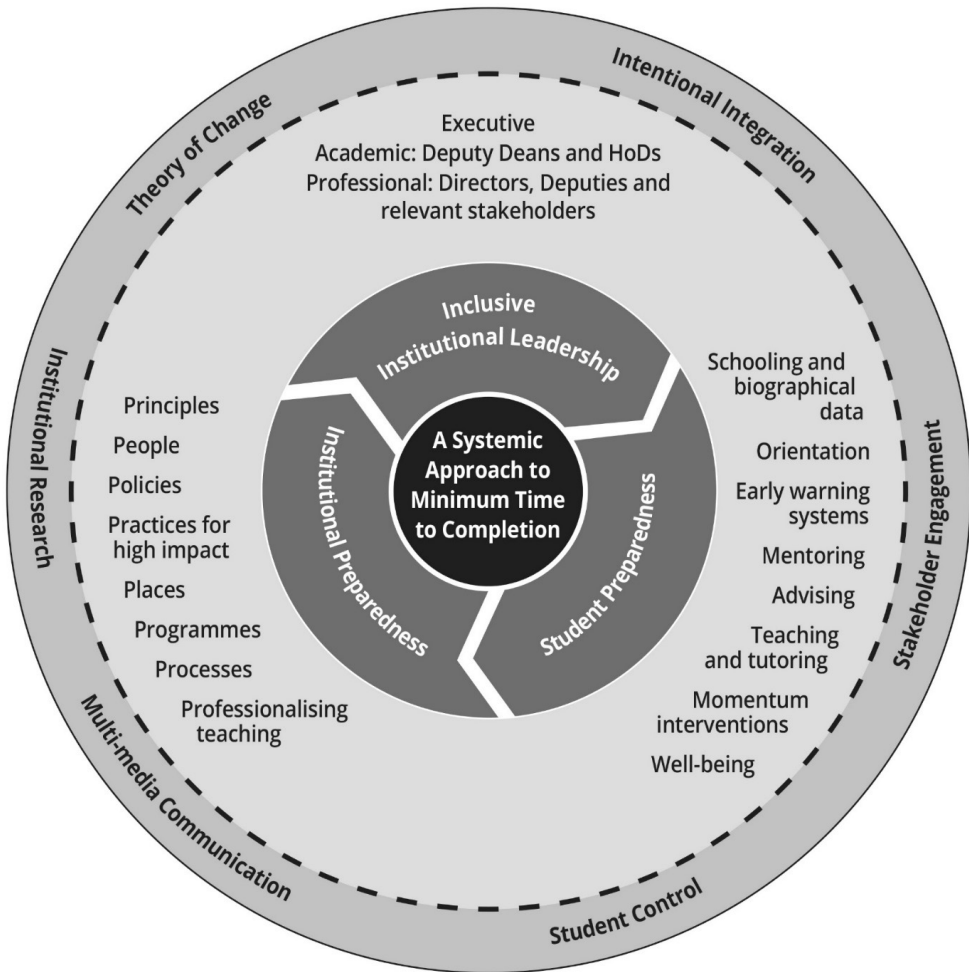 Theory of Change
Intentional Integration
Executive
Academic: Deputy Deans and HoDs
Professional: Directors, Deputies and
relevant stakeholders
Inclusive
Institutional Leadership
Institutional Research
Principles
People
Policies
Practices for
high impact
Places
Programmes
Processes
Professionalising
teaching
Institutional Preparedness
A Systemic
Approach to
Minimum Time
to Completion
Student Preparedness
Schooling and
biographical
data
Orientation
Early warning
systems
Mentoring
Advising
Teaching
and tutoring
Momentum
interventions
Well-being
Stakeholder Engagement
Multi-media Communication
Student Control